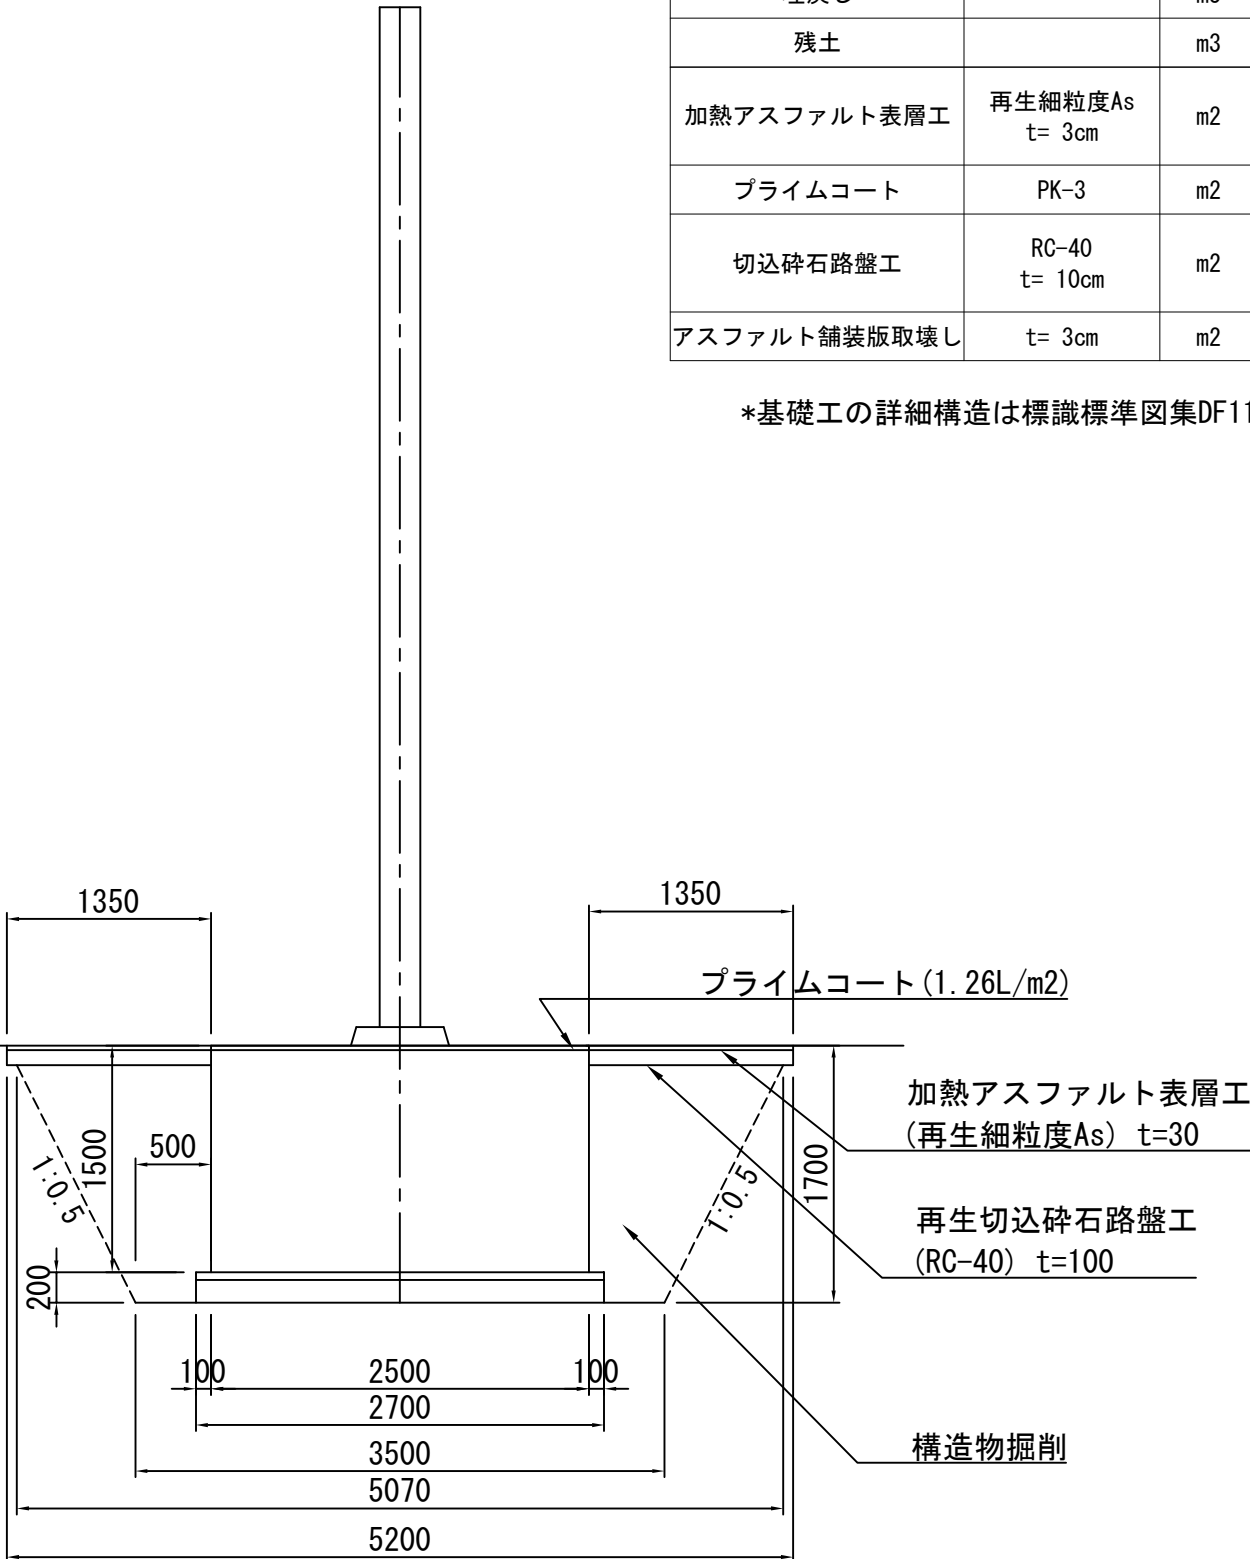 m3
残土 m3
加熱アスファルト表層工 再生細粒度As m2
t= 3cm
プライムコート PK-3 m2
切込砕石路盤工 RC-40 m2
t= 10cm
アスファルト舗装版取壊し t= 3cm m2
*基礎工の詳細構造は標識標準図集DF11
1350
1350
プライムコート(1.26L/m2)
加熱アスファルト表層工
(再生細粒度As) t=30
再生切込砕石路盤工
(RC-40) t=100
構造物掘削
1500
500
1:0.5
1:0.5
1700
200
100
2500
100
2700
3500
5070
5200